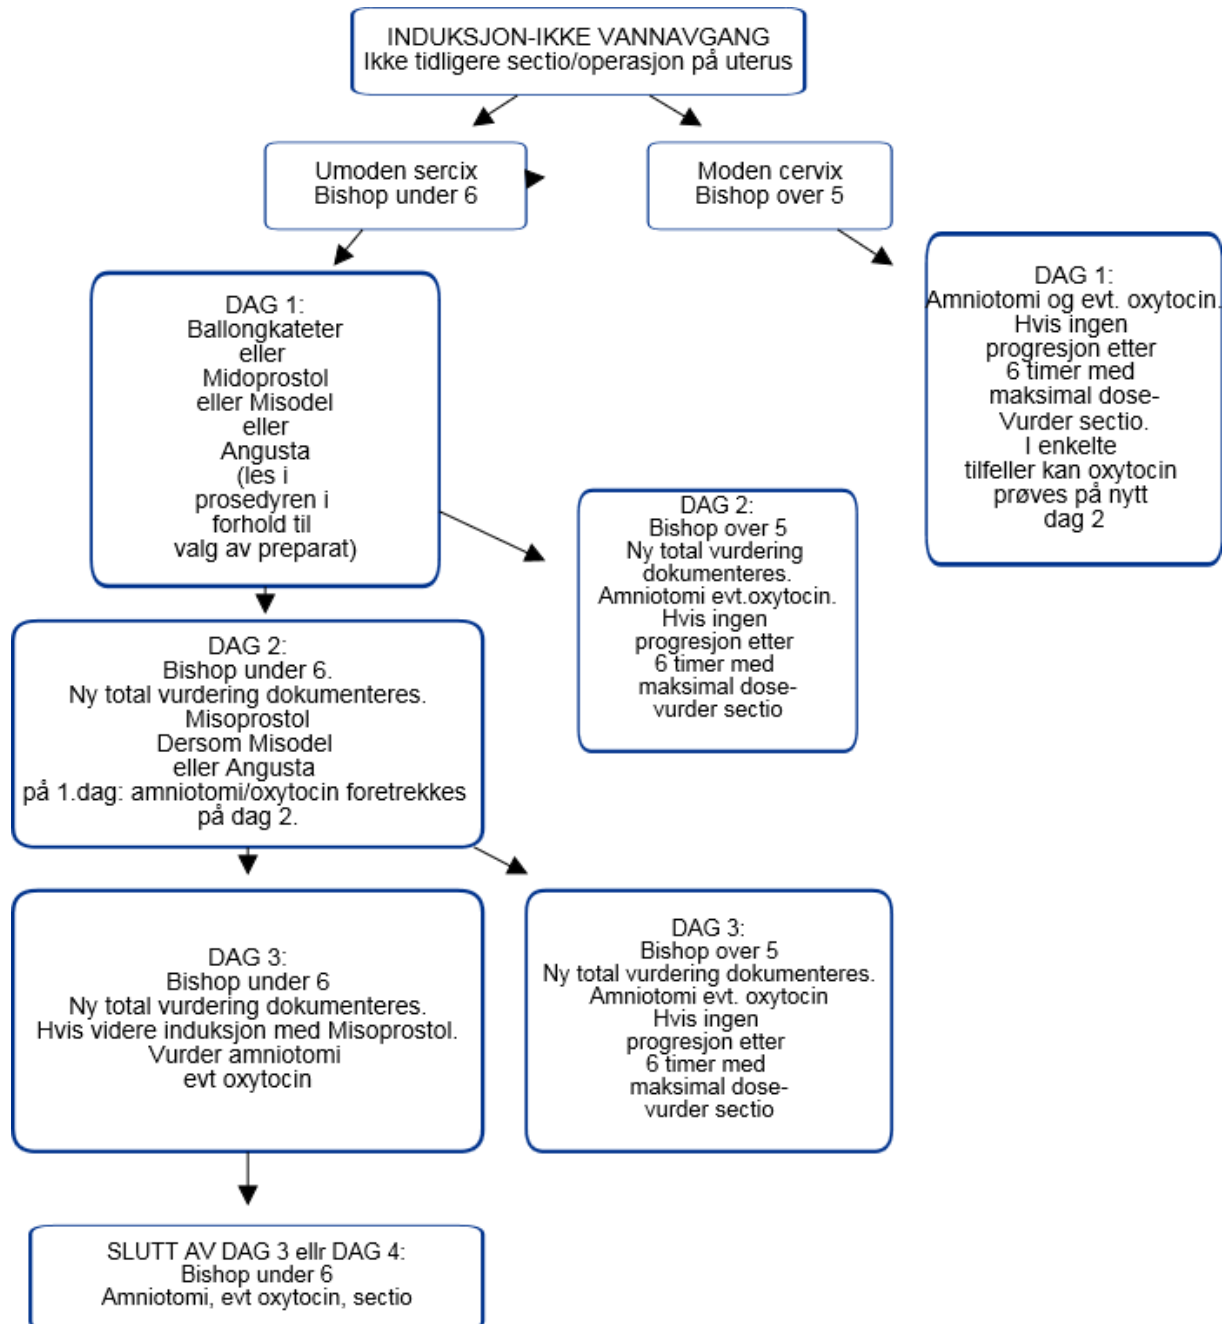 INDUKSJON-IKKE VANNAVGANG
Ikke tidligere sectio/operasjon på uterus
Umoden sercix
Bishop under 6
Moden cervix
Bishop over 5
DAG 1:
Ballongkateter
eller
Midoprostol
eller Misodel
eller
Angusta
(les i
prosedyren i
forhold til
valg av preparat)
DAG 1:
Amniotomi og evt. oxytocin.
Hvis ingen
progresjon etter
6 timer med
maksimal dose-
Vurder sectio.
I enkelte
tilfeller kan oxytocin
prøves på nytt
dag 2
DAG 2:
Bishop over 5
Ny total vurdering
dokumenteres.
Amniotomi evt.oxytocin.
Hvis ingen
progresjon etter
6 timer med
maksimal dose-
vurder sectio
DAG 2:
Bishop under 6.
Ny total vurdering dokumenteres.
Misoprostol
Dersom Misodel
eller Angusta
på 1.dag: amniotomi/oxytocin foretrekkes
på dag 2.
DAG 3:
Bishop under 6
Ny total vurdering dokumenteres.
Hvis videre induksjon med Misoprostol.
Vurder amniotomi
evt oxytocin
DAG 3:
Bishop over 5
Ny total vurdering dokumenteres.
Amniotomi evt. oxytocin
Hvis ingen
progresjon etter
6 timer med
maksimal dose-
vurder sectio
SLUTT AV DAG 3 ellr DAG 4:
Bishop under 6
Amniotomi, evt oxytocin, sectio